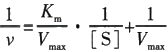 1/v = K_m/V_max · 1/[S] + 1/V_max